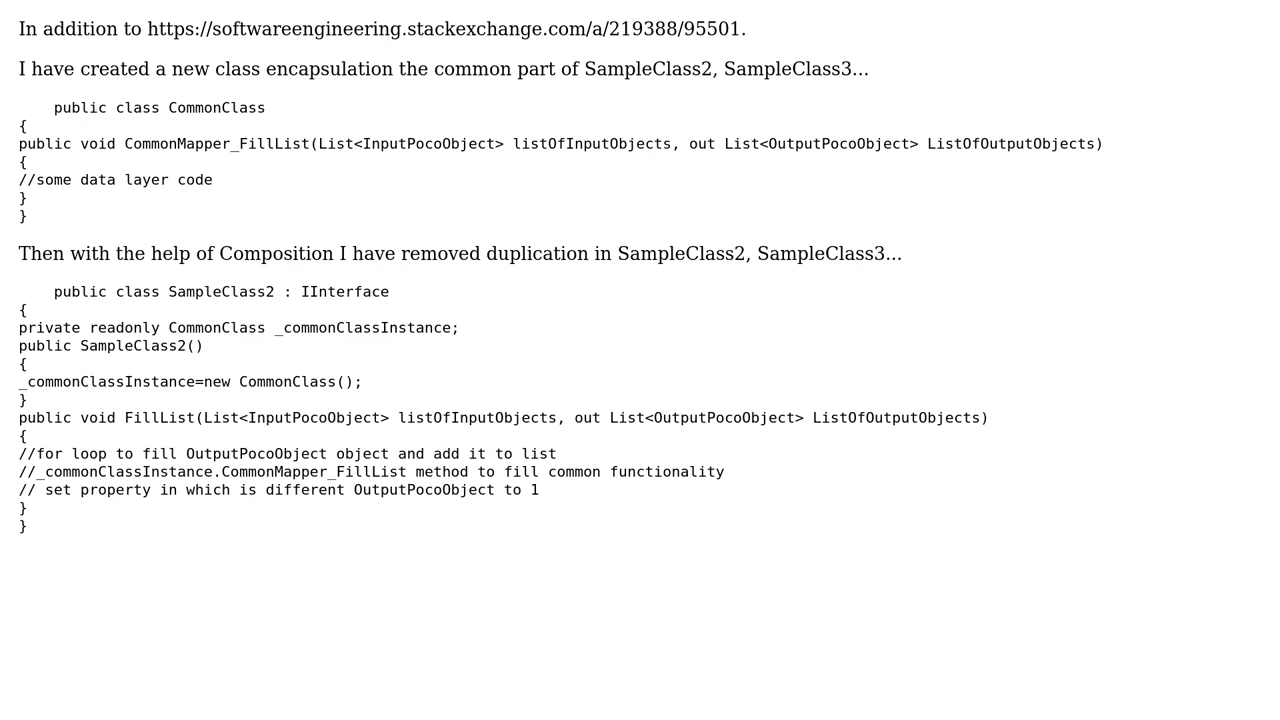 In addition to https://softwareengineering.stackexchange.com/a/219388/95501.
I have created a new class encapsulation the common part of SampleClass2, SampleClass3...
    public class CommonClass
{
public void CommonMapper_FillList(List<InputPocoObject> listOfInputObjects, out List<OutputPocoObject> ListOfOutputObjects)
{
//some data layer code
}
}
Then with the help of Composition I have removed duplication in SampleClass2, SampleClass3...
    public class SampleClass2 : IInterface
{
private readonly CommonClass _commonClassInstance;
public SampleClass2()
{
_commonClassInstance=new CommonClass();
}
public void FillList(List<InputPocoObject> listOfInputObjects, out List<OutputPocoObject> ListOfOutputObjects)
{
//for loop to fill OutputPocoObject object and add it to list
//_commonClassInstance.CommonMapper_FillList method to fill common functionality
// set property in which is different OutputPocoObject to 1
}
}